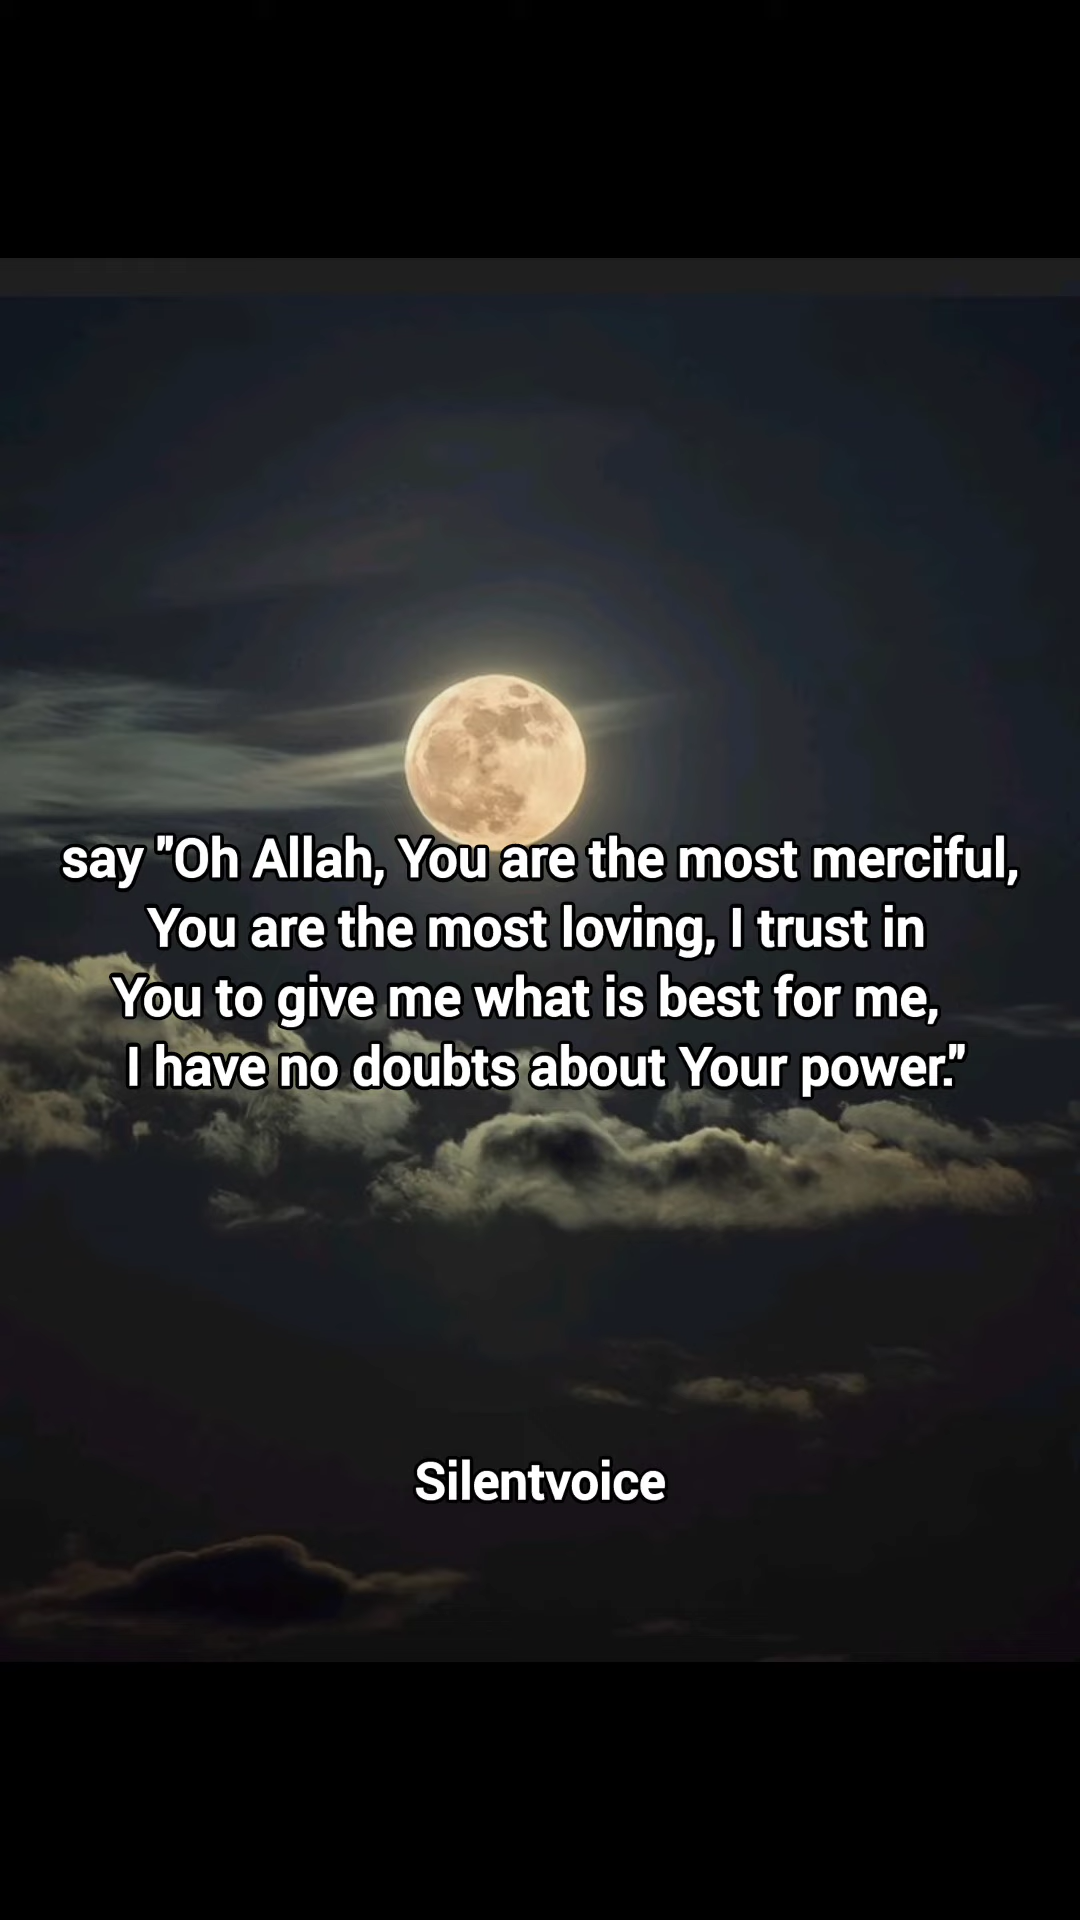 say "Oh Allah, You are the most merciful,
You are the most loving, I trust in
You to give me what is best for me,
I have no doubts about Your power."
Silentvoice